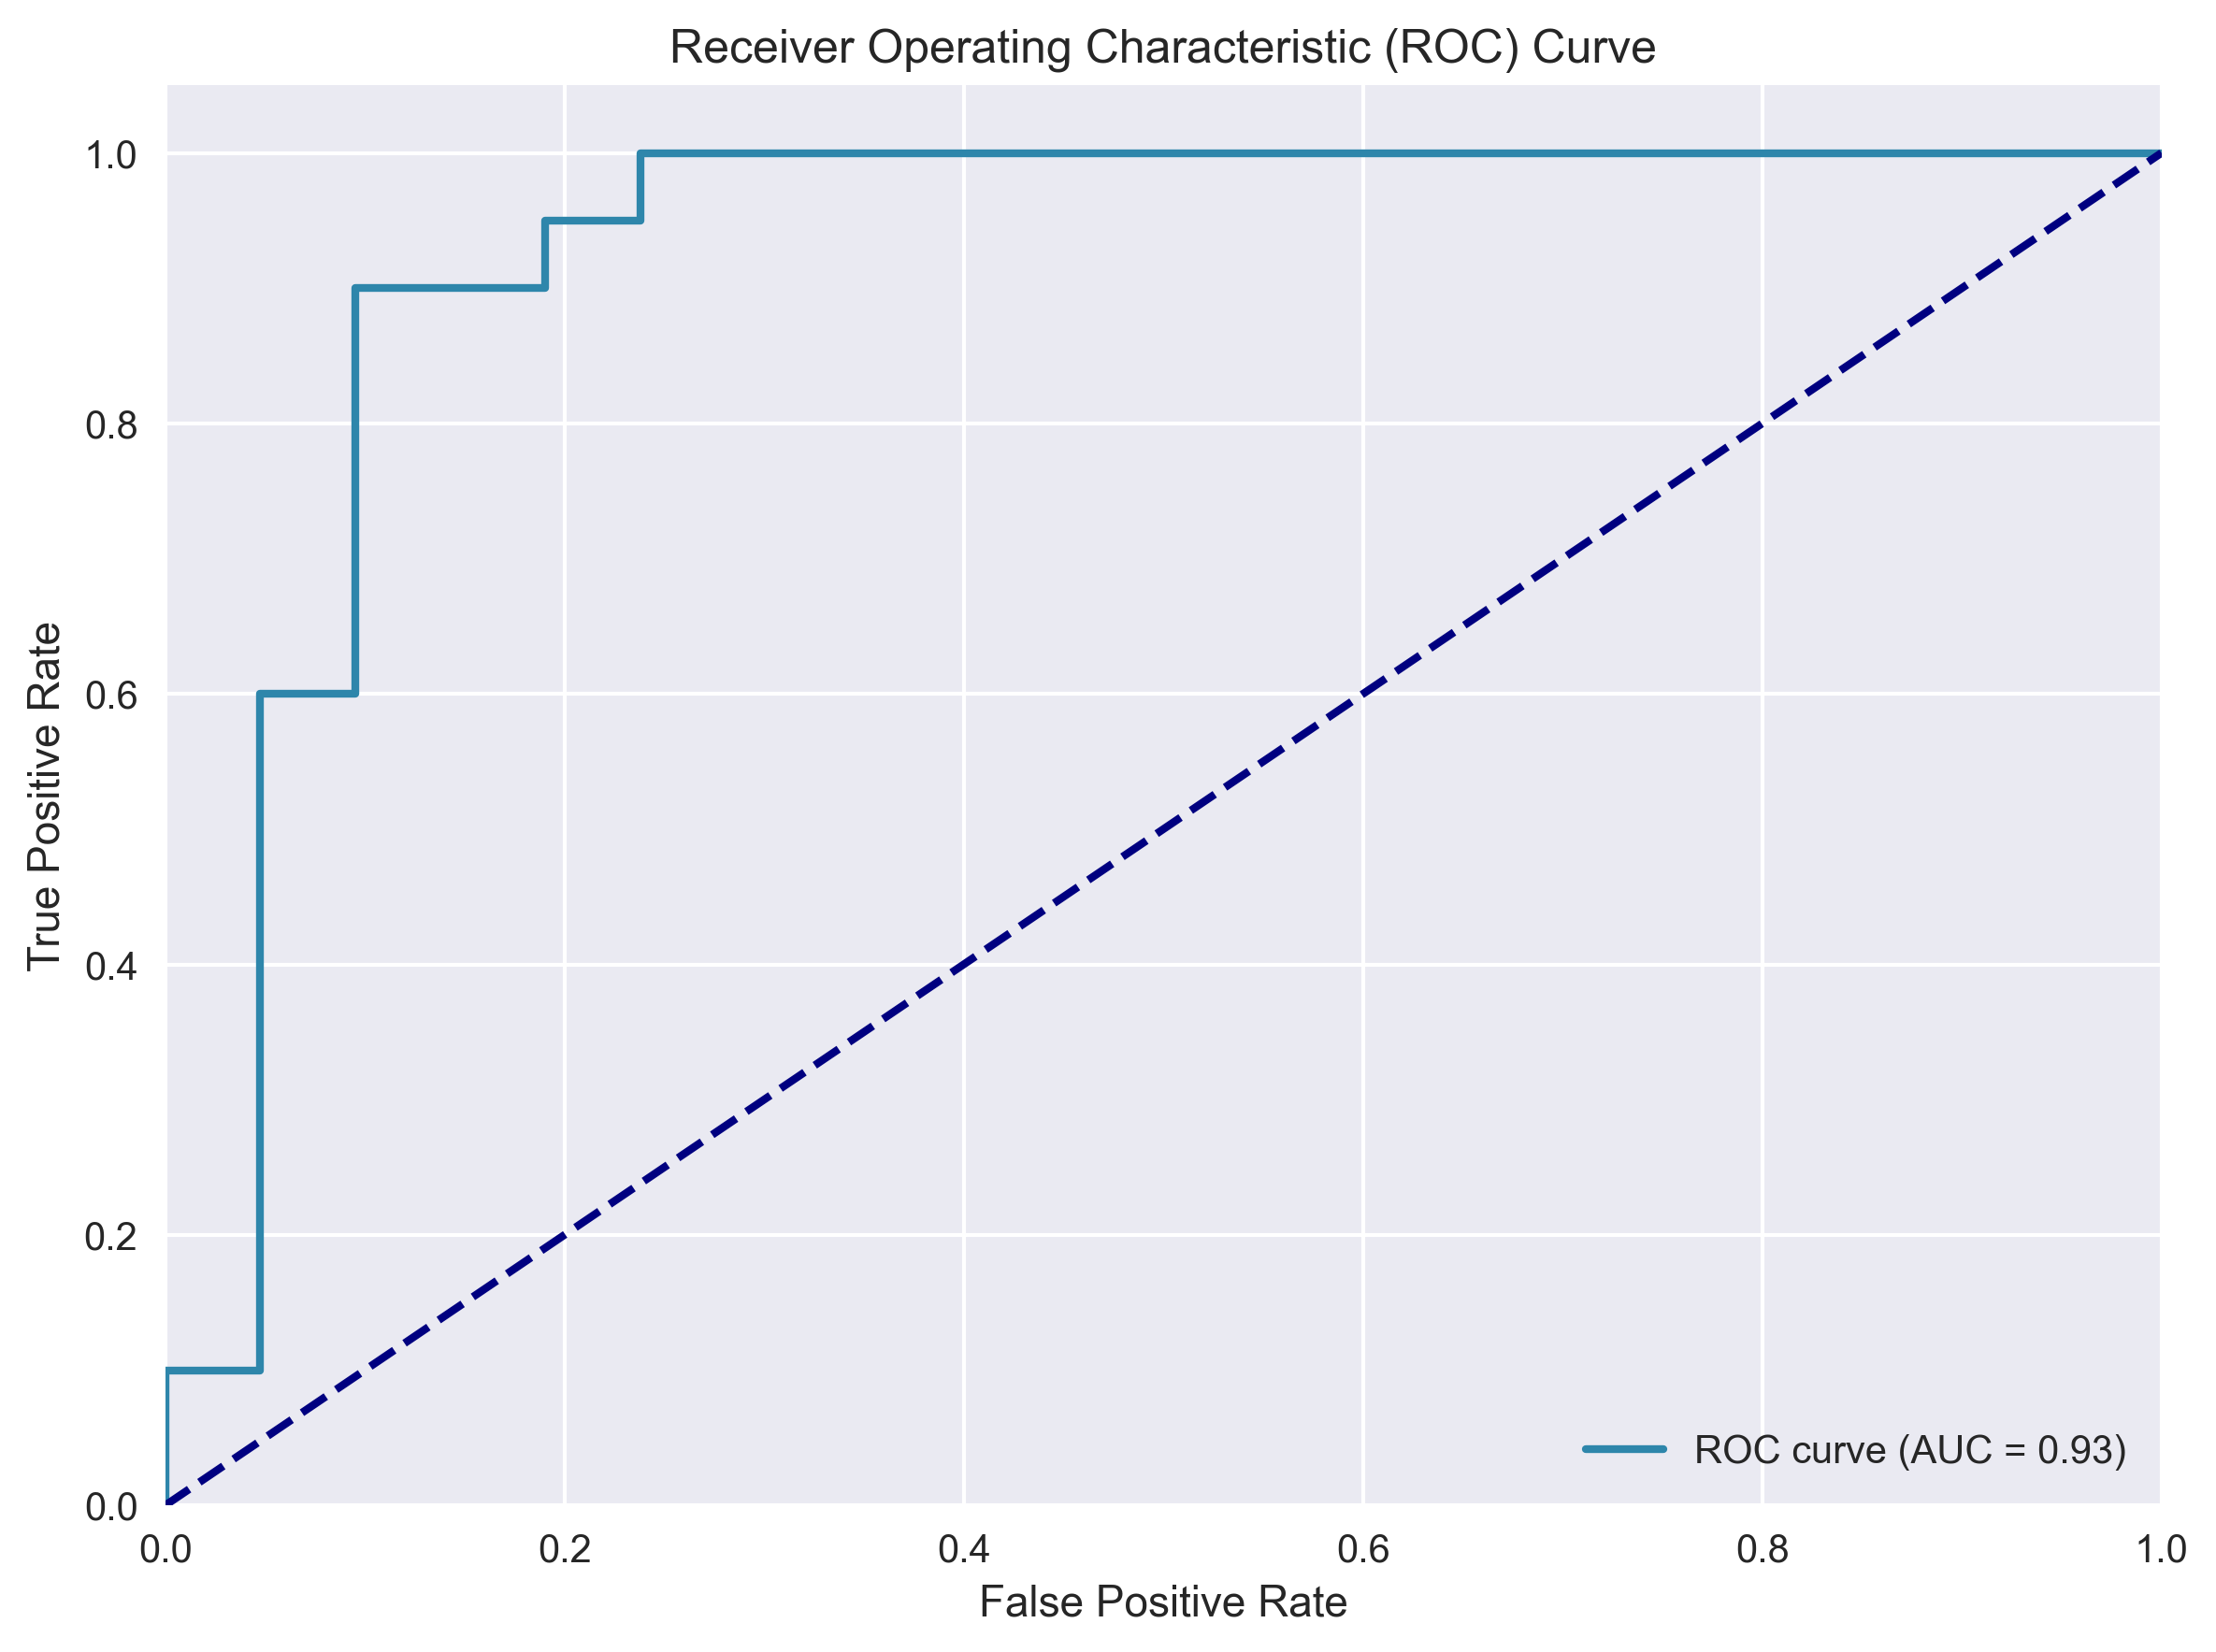 Receiver Operating Characteristic (ROC) Curve
1.0
0.8
0.6
0.4
0.2
0.0
True Positive Rate
0.0 0.2 0.4 0.6 0.8 1.0
False Positive Rate
ROC curve (AUC = 0.93)